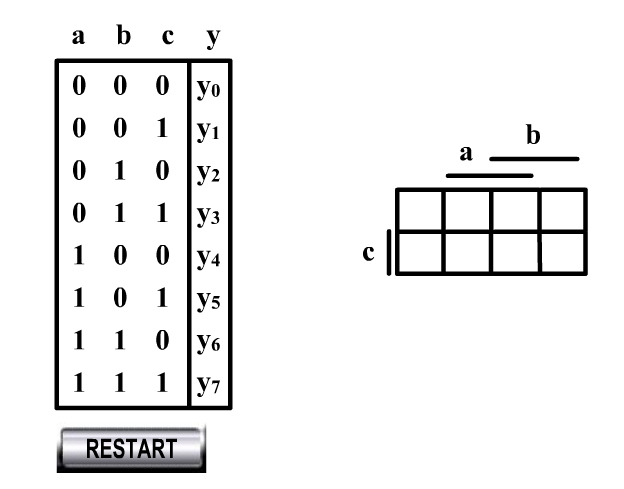 a b c y
0 0 0 y₀
0 0 1 y₁
0 1 0 y₂
0 1 1 y₃
1 0 0 y₄
1 0 1 y₅
1 1 0 y₆
1 1 1 y₇
RESTART
b
a
c